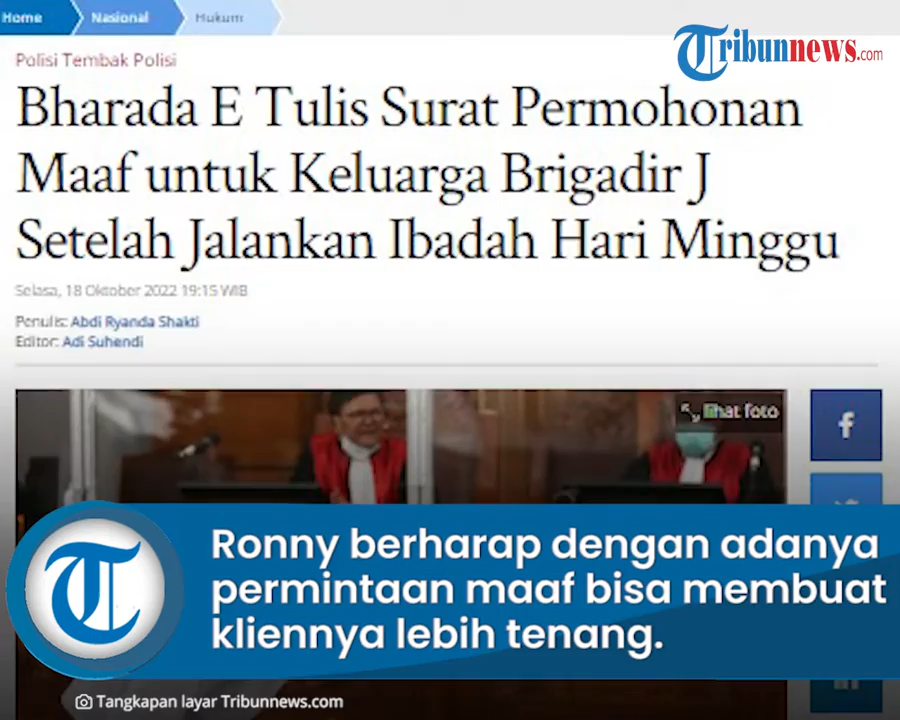 Home Nasional Hukum
Tribunnews.com
Polisi Tembak Polisi
Bharada E Tulis Surat Permohonan
Maaf untuk Keluarga Brigadir J
Setelah Jalankan Ibadah Hari Minggu
Selasa, 18 Oktober 2022 19:15 WIB
Penulis: Abdi Ryanda Shakti
Editor: Adi Suhendi
lihat foto
Ronny berharap dengan adanya
permintaan maaf bisa membuat
kliennya lebih tenang.
Tangkapan layar Tribunnews.com